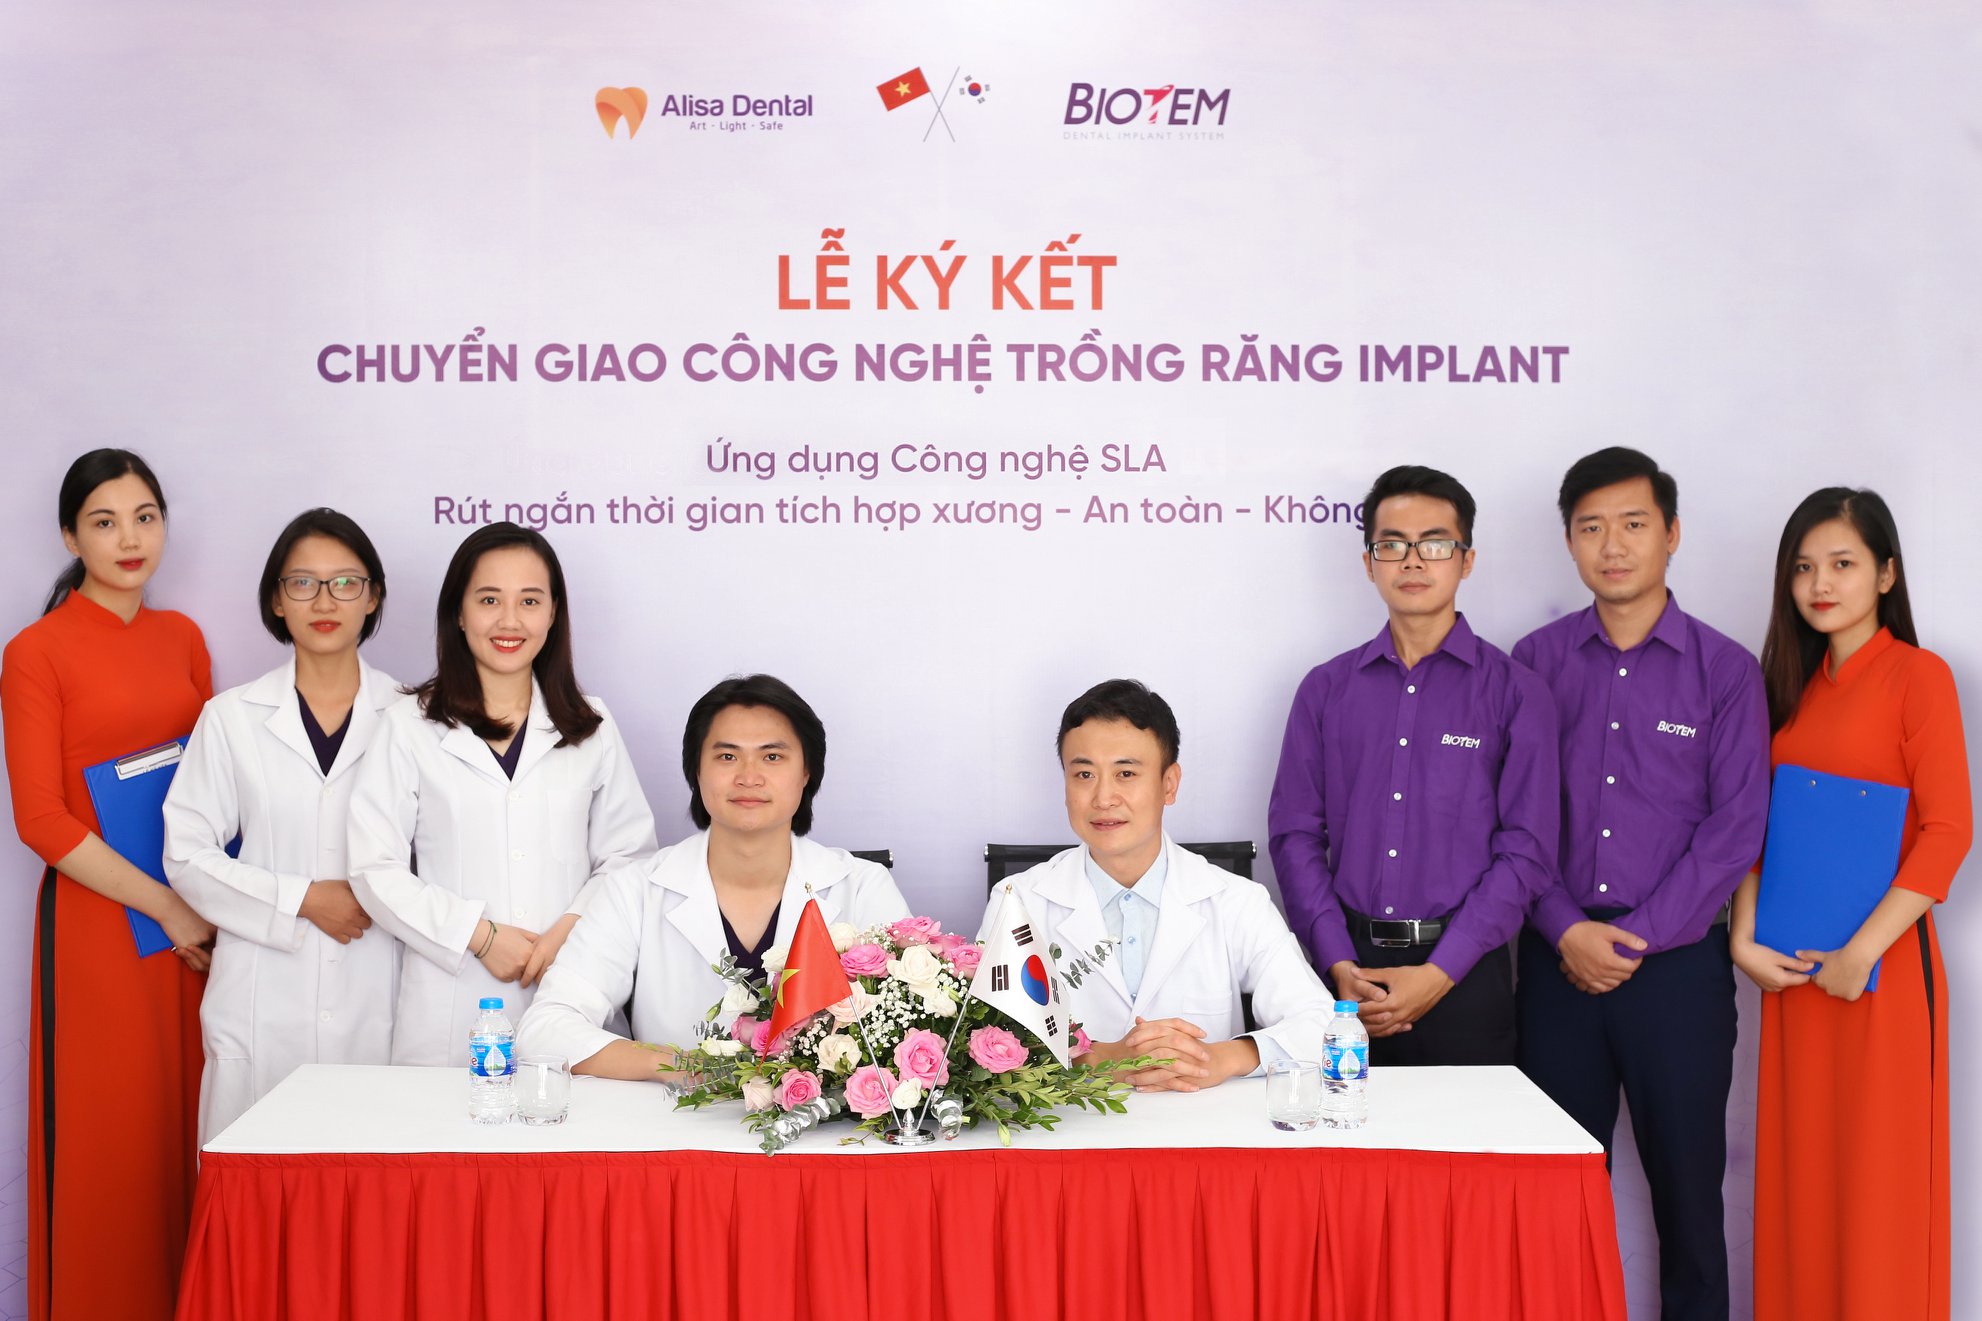 Alisa Dental
Art - Light - Safe
BIOTEM
DENTAL IMPLANT SYSTEM
LỄ KÝ KẾT
CHUYỂN GIAO CÔNG NGHỆ TRỒNG RĂNG IMPLANT
Ứng dụng Công nghệ SLA
Rút ngắn thời gian tích hợp xương - An toàn - Không
BIOTEM
BIOTEM